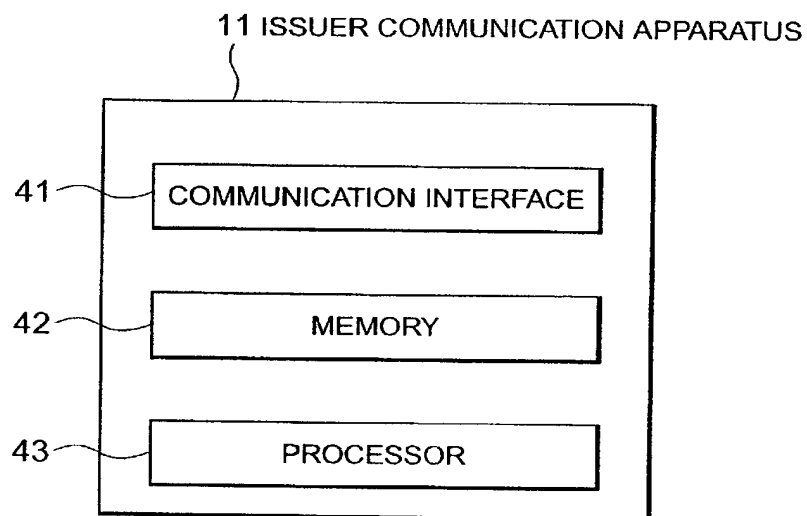 11 ISSUER COMMUNICATION APPARATUS
41 COMMUNICATION INTERFACE
42 MEMORY
43 PROCESSOR